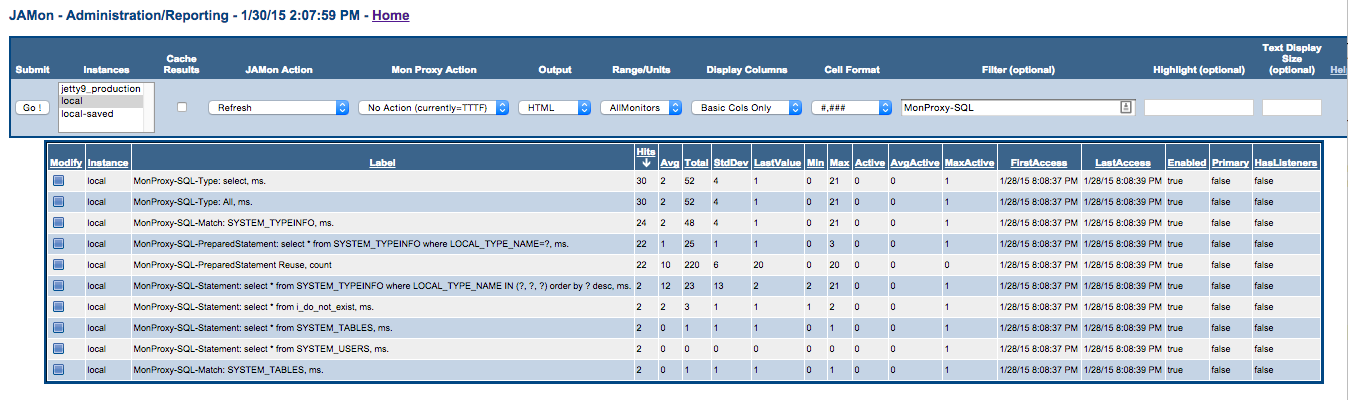 JAMon - Administration/Reporting - 1/30/15 2:07:59 PM - Home
Submit Instances Cache Results JAMon Action Mon Proxy Action Output Range/Units Display Columns Cell Format Filter (optional) Highlight (optional) Text Display Size (optional)
jetty9_production
Go ! local Refresh No Action (currently=TTTF) HTML AllMonitors Basic Cols Only #,### MonProxy-SQL
local-saved
Modify Instance Label Hits Avg Total StdDev LastValue Min Max Active AvgActive MaxActive FirstAccess LastAccess Enabled Primary HasListeners
local MonProxy-SQL-Type: select, ms. 30 2 52 4 1 0 21 0 0 1 1/28/15 8:08:37 PM 1/28/15 8:08:39 PM true false false
local MonProxy-SQL-Type: All, ms. 30 2 52 4 1 0 21 0 0 1 1/28/15 8:08:37 PM 1/28/15 8:08:39 PM true false false
local MonProxy-SQL-Match: SYSTEM_TYPEINFO, ms. 24 2 48 4 1 0 21 0 0 1 1/28/15 8:08:37 PM 1/28/15 8:08:39 PM true false false
local MonProxy-SQL-PreparedStatement: select * from SYSTEM_TYPEINFO where LOCAL_TYPE_NAME=?, ms. 22 1 25 1 1 0 3 0 0 1 1/28/15 8:08:37 PM 1/28/15 8:08:39 PM true false false
local MonProxy-SQL-PreparedStatement Reuse, count 22 10 220 6 20 0 20 0 0 0 1/28/15 8:08:37 PM 1/28/15 8:08:39 PM true false false
local MonProxy-SQL-Statement: select * from SYSTEM_TYPEINFO where LOCAL_TYPE_NAME IN (?, ?, ?) order by ? desc, ms. 2 12 23 13 2 2 21 0 0 1 1/28/15 8:08:37 PM 1/28/15 8:08:39 PM true false false
local MonProxy-SQL-Statement: select * from i_do_not_exist, ms. 2 2 3 1 1 1 2 0 0 1 1/28/15 8:08:37 PM 1/28/15 8:08:39 PM true false false
local MonProxy-SQL-Statement: select * from SYSTEM_TABLES, ms. 2 0 1 1 1 0 1 0 0 1 1/28/15 8:08:37 PM 1/28/15 8:08:39 PM true false false
local MonProxy-SQL-Statement: select * from SYSTEM_USERS, ms. 2 0 0 0 0 0 0 0 0 1 1/28/15 8:08:37 PM 1/28/15 8:08:39 PM true false false
local MonProxy-SQL-Match: SYSTEM_TABLES, ms. 2 0 1 1 1 0 1 0 0 1 1/28/15 8:08:37 PM 1/28/15 8:08:39 PM true false false